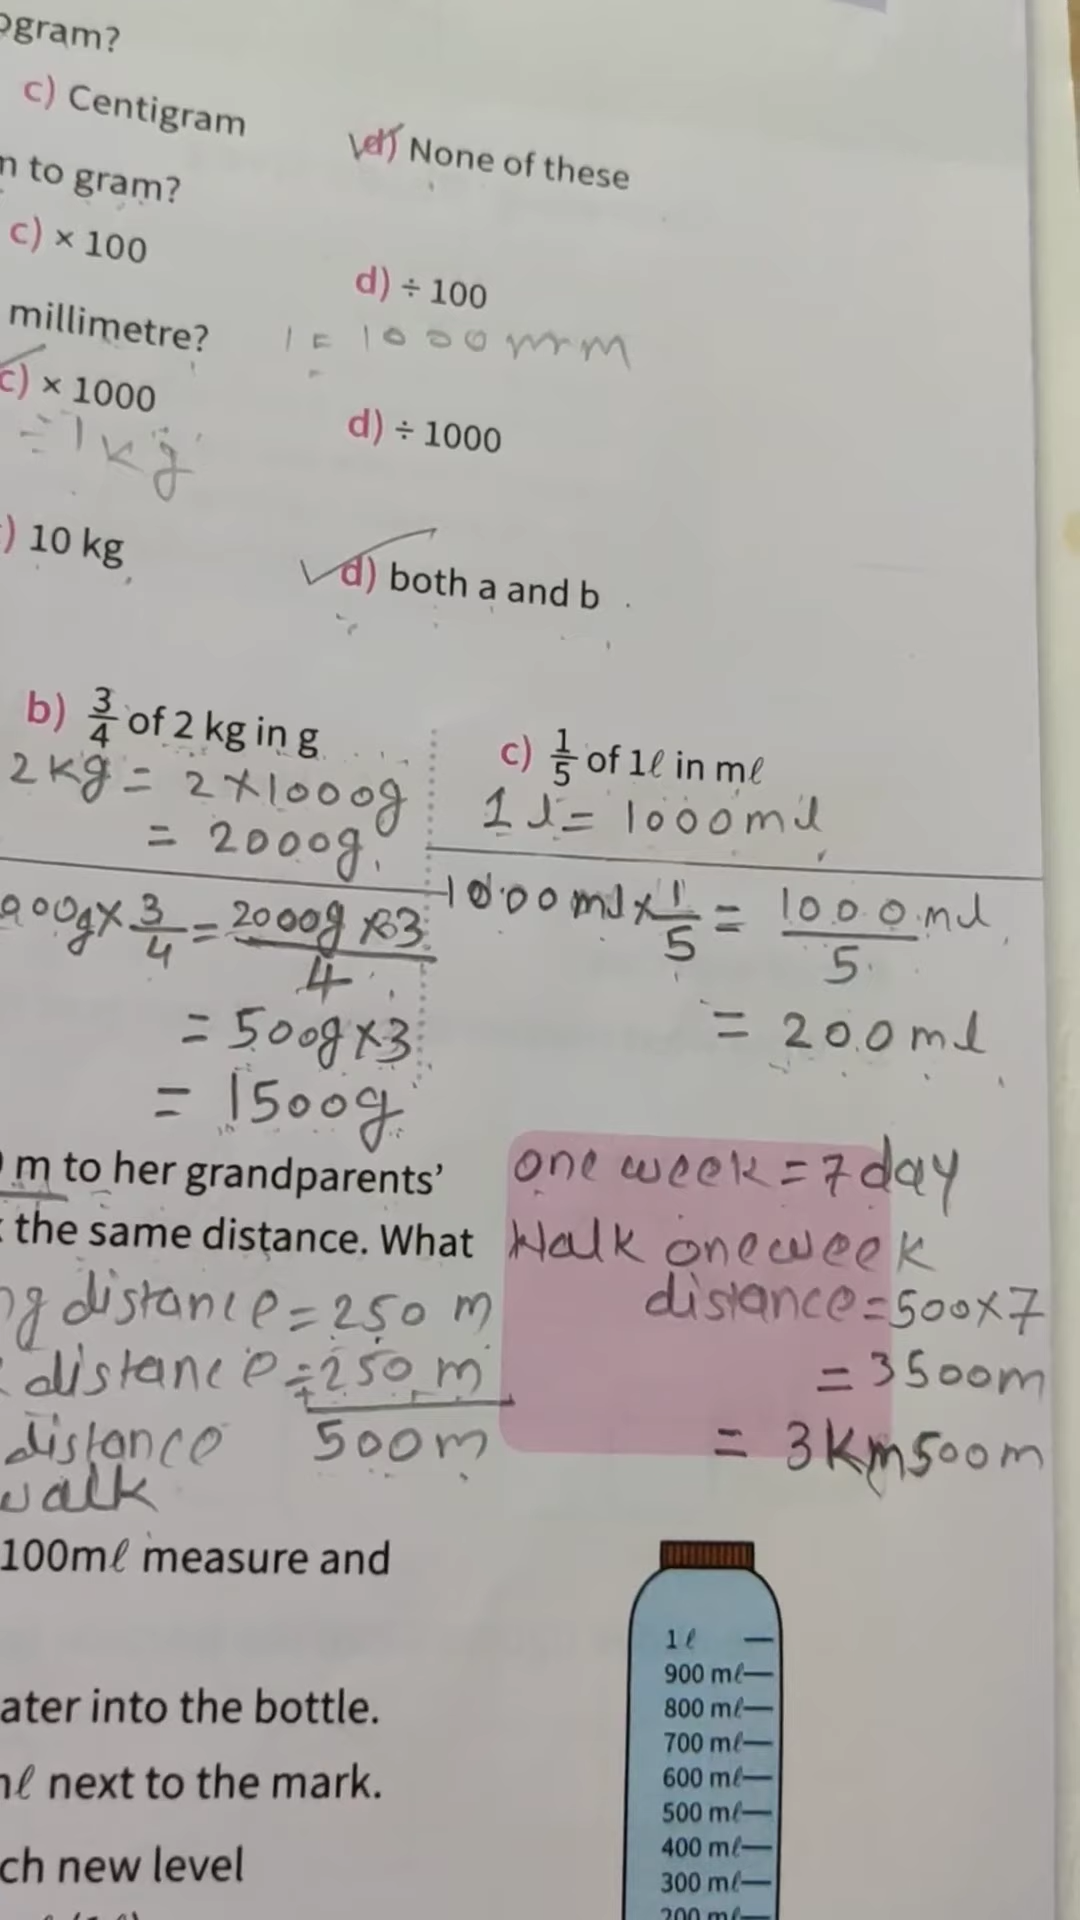 gram?
c) Centigram
d) None of these
to gram?
c) × 100
d) ÷ 100
millimetre?
1 = 1000 mm
c) × 1000
d) ÷ 1000
= 1 kg
) 10 kg
d) both a and b
b) 3/4 of 2 kg in g
c) 1/5 of 1ℓ in mℓ
2 kg = 2 × 1000g
= 2000g
1 l = 1000 ml
000g × 3/4 = 2000g × 3 / 4
1000 ml × 1/5 = 1000 ml / 5
= 500g × 3
= 200 ml
= 1500g
m to her grandparents'
one week = 7 day
the same distance. What
Walk one week
distance = 250 m
distance = 500 × 7
distance = 250 m
= 3500m
distance 500m
= 3 Km 500 m
walk
100mℓ measure and
ater into the bottle.
next to the mark.
ch new level
1 ℓ
900 mℓ
800 mℓ
700 mℓ
600 mℓ
500 mℓ
400 mℓ
300 mℓ
200 mℓ